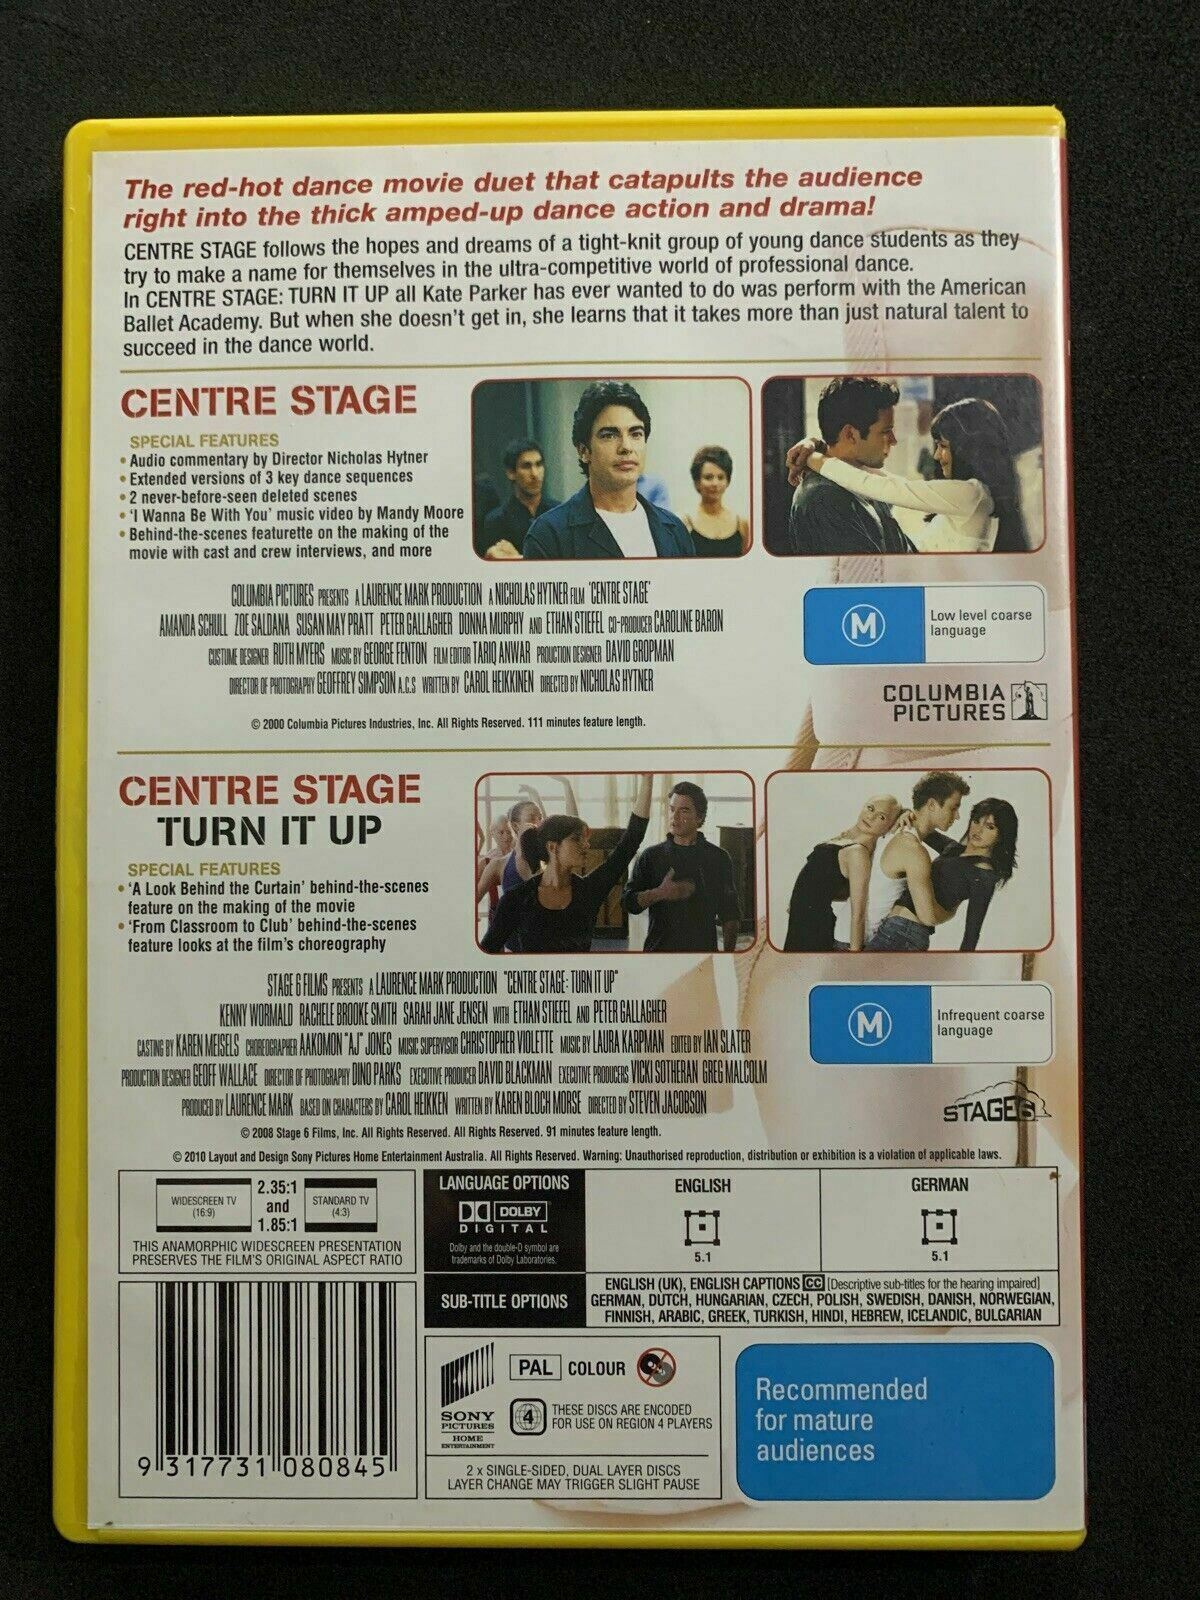 The red-hot dance movie duet that catapults the audience
right into the thick amped-up dance action and drama!
CENTRE STAGE follows the hopes and dreams of a tight-knit group of young dance students as they
try to make a name for themselves in the ultra-competitive world of professional dance.
In CENTRE STAGE: TURN IT UP all Kate Parker has ever wanted to do was perform with the American
Ballet Academy. But when she doesn't get in, she learns that it takes more than just natural talent to
succeed in the dance world.
CENTRE STAGE
SPECIAL FEATURES
• Audio commentary by Director Nicholas Hytner
• Extended versions of 3 key dance sequences
• 2 never-before-seen deleted scenes
• 'I Wanna Be With You' music video by Mandy Moore
• Behind-the-scenes featurette on the making of the
movie with cast and crew interviews, and more
COLUMBIA PICTURES PRESENTS A LAURENCE MARK PRODUCTION A NICHOLAS HYTNER FILM 'CENTRE STAGE'
AMANDA SCHULL ZOE SALDANA SUSAN MAY PRATT PETER GALLAGHER DONNA MURPHY AND ETHAN STIEFEL CO-PRODUCER CAROLINE BARON
COSTUME DESIGNER RUTH MYERS MUSIC BY GEORGE FENTON FILM EDITOR TARIQ ANWAR PRODUCTION DESIGNER DAVID GROPMAN
DIRECTOR OF PHOTOGRAPHY GEOFFREY SIMPSON A.C.S WRITTEN BY CAROL HEIKKINEN DIRECTED BY NICHOLAS HYTNER
© 2000 Columbia Pictures Industries, Inc. All Rights Reserved. 111 minutes feature length.
M
Low level coarse
language
COLUMBIA
PICTURES
CENTRE STAGE
TURN IT UP
SPECIAL FEATURES
• 'A Look Behind the Curtain' behind-the-scenes
feature on the making of the movie
• 'From Classroom to Club' behind-the-scenes
feature looks at the film's choreography
STAGE 6 FILMS PRESENTS A LAURENCE MARK PRODUCTION "CENTRE STAGE: TURN IT UP"
KENNY WORMALD RACHELE BROOKE SMITH SARAH JANE JENSEN WITH ETHAN STIEFEL AND PETER GALLAGHER
CASTING BY KAREN MEISELS CHOREOGRAPHER AAKOMON "AJ" JONES MUSIC SUPERVISOR CHRISTOPHER VIOLETTE MUSIC BY LAURA KARPMAN EDITED BY IAN SLATER
PRODUCTION DESIGNER GEOFF WALLACE DIRECTOR OF PHOTOGRAPHY DINO PARKS EXECUTIVE PRODUCER DAVID BLACKMAN EXECUTIVE PRODUCERS VICKI SOTHERAN GREG MALCOLM
PRODUCED BY LAURENCE MARK BASED ON CHARACTERS BY CAROL HEIKKEN WRITTEN BY KAREN BLOCH MORSE DIRECTED BY STEVEN JACOBSON
© 2008 Stage 6 Films, Inc. All Rights Reserved. All Rights Reserved. 91 minutes feature length.
M
Infrequent coarse
language
STAGE 6
© 2010 Layout and Design Sony Pictures Home Entertainment Australia. All Rights Reserved. Warning: Unauthorised reproduction, distribution or exhibition is a violation of applicable laws.
WIDESCREEN TV
(16:9)
2.35:1
and
1.85:1
STANDARD TV
(4:3)
THIS ANAMORPHIC WIDESCREEN PRESENTATION
PRESERVES THE FILM'S ORIGINAL ASPECT RATIO
LANGUAGE OPTIONS
DOLBY
DIGITAL
Dolby and the double-D symbol are
trademarks of Dolby Laboratories.
ENGLISH
5.1
GERMAN
5.1
SUB-TITLE OPTIONS
ENGLISH (UK), ENGLISH CAPTIONS CC [Descriptive sub-titles for the hearing impaired]
GERMAN, DUTCH, HUNGARIAN, CZECH, POLISH, SWEDISH, DANISH, NORWEGIAN,
FINNISH, ARABIC, GREEK, TURKISH, HINDI, HEBREW, ICELANDIC, BULGARIAN
9 317731 080845
SONY
PICTURES
HOME
ENTERTAINMENT
PAL COLOUR
4
THESE DISCS ARE ENCODED
FOR USE ON REGION 4 PLAYERS
2 x SINGLE-SIDED, DUAL LAYER DISCS
LAYER CHANGE MAY TRIGGER SLIGHT PAUSE
Recommended
for mature
audiences